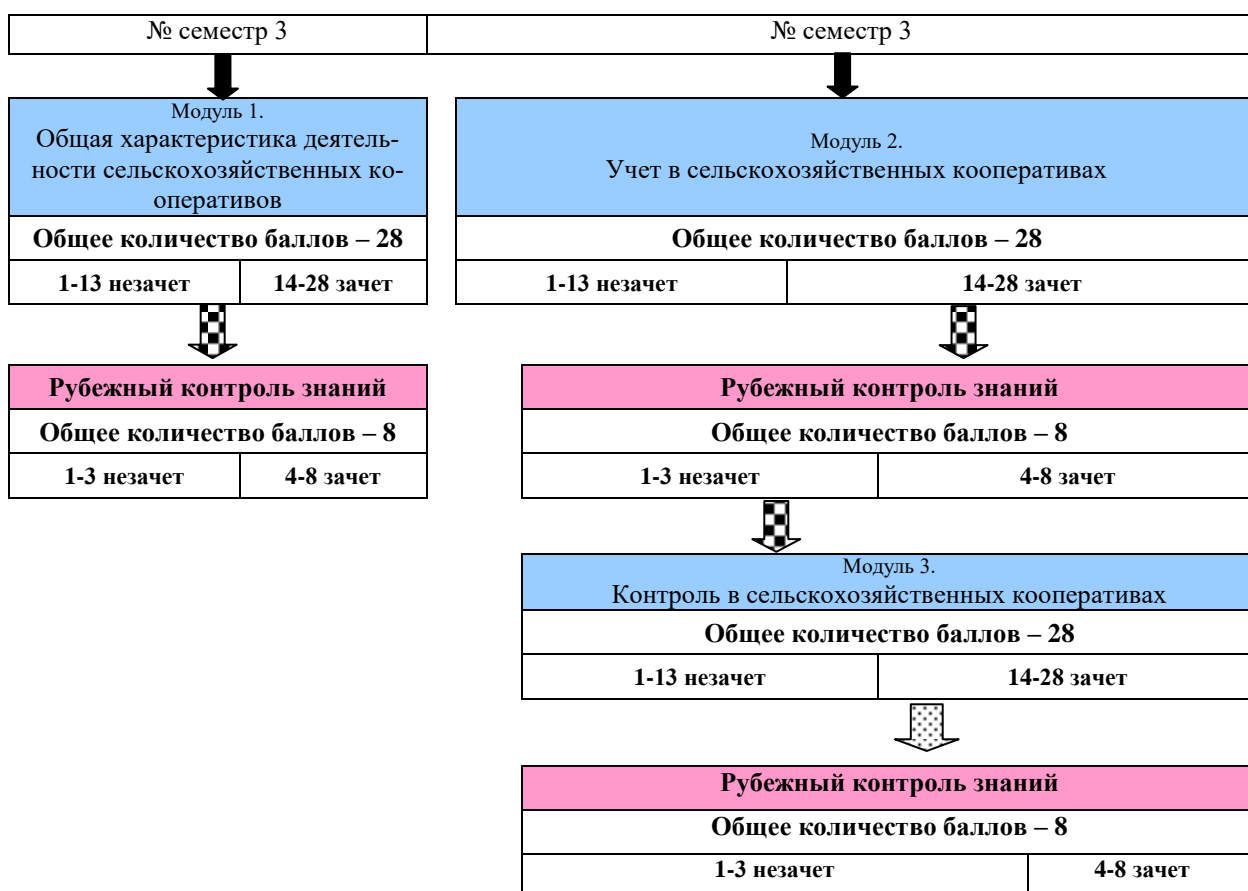 № семестр 3
№ семестр 3
Модуль 1.
Общая характеристика деятель-
ности сельскохозяйственных ко-
оперативов
Общее количество баллов – 28
1-13 незачет
14-28 зачет
Модуль 2.
Учет в сельскохозяйственных кооперативах
Общее количество баллов – 28
1-13 незачет
14-28 зачет
Рубежный контроль знаний
Общее количество баллов – 8
1-3 незачет
4-8 зачет
Рубежный контроль знаний
Общее количество баллов – 8
1-3 незачет
4-8 зачет
Модуль 3.
Контроль в сельскохозяйственных кооперативах
Общее количество баллов – 28
1-13 незачет
14-28 зачет
Рубежный контроль знаний
Общее количество баллов – 8
1-3 незачет
4-8 зачет